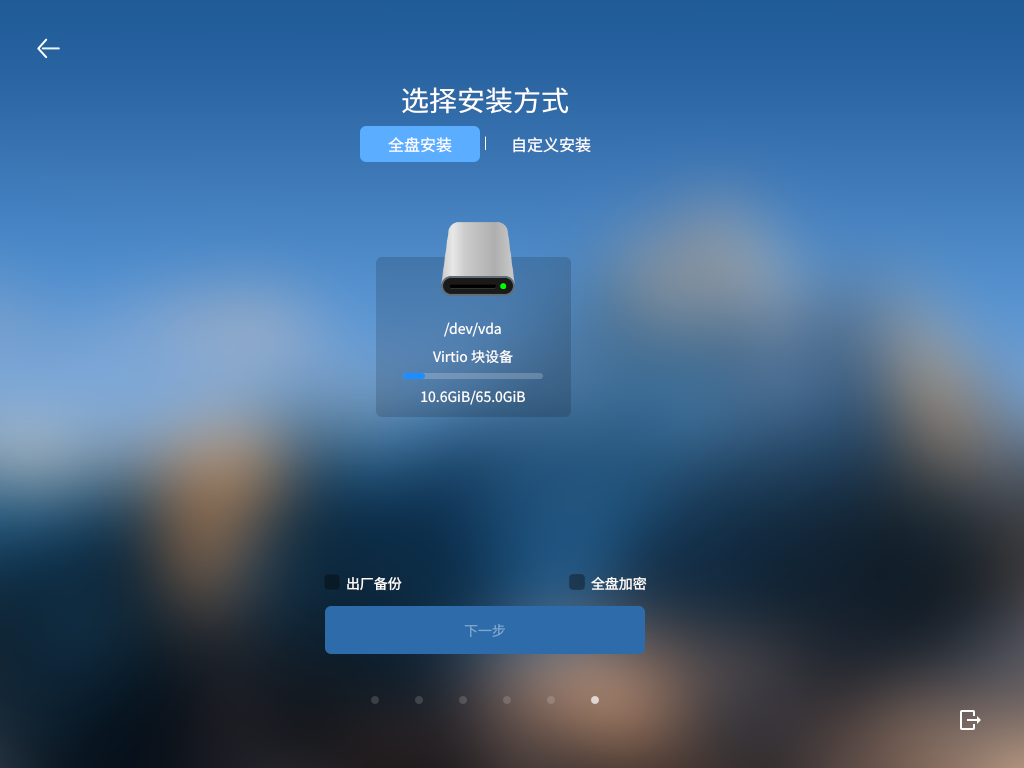 选择安装方式
全盘安装
自定义安装
/dev/vda
Virtio 块设备
10.6GiB/65.0GiB
出厂备份
全盘加密
下一步